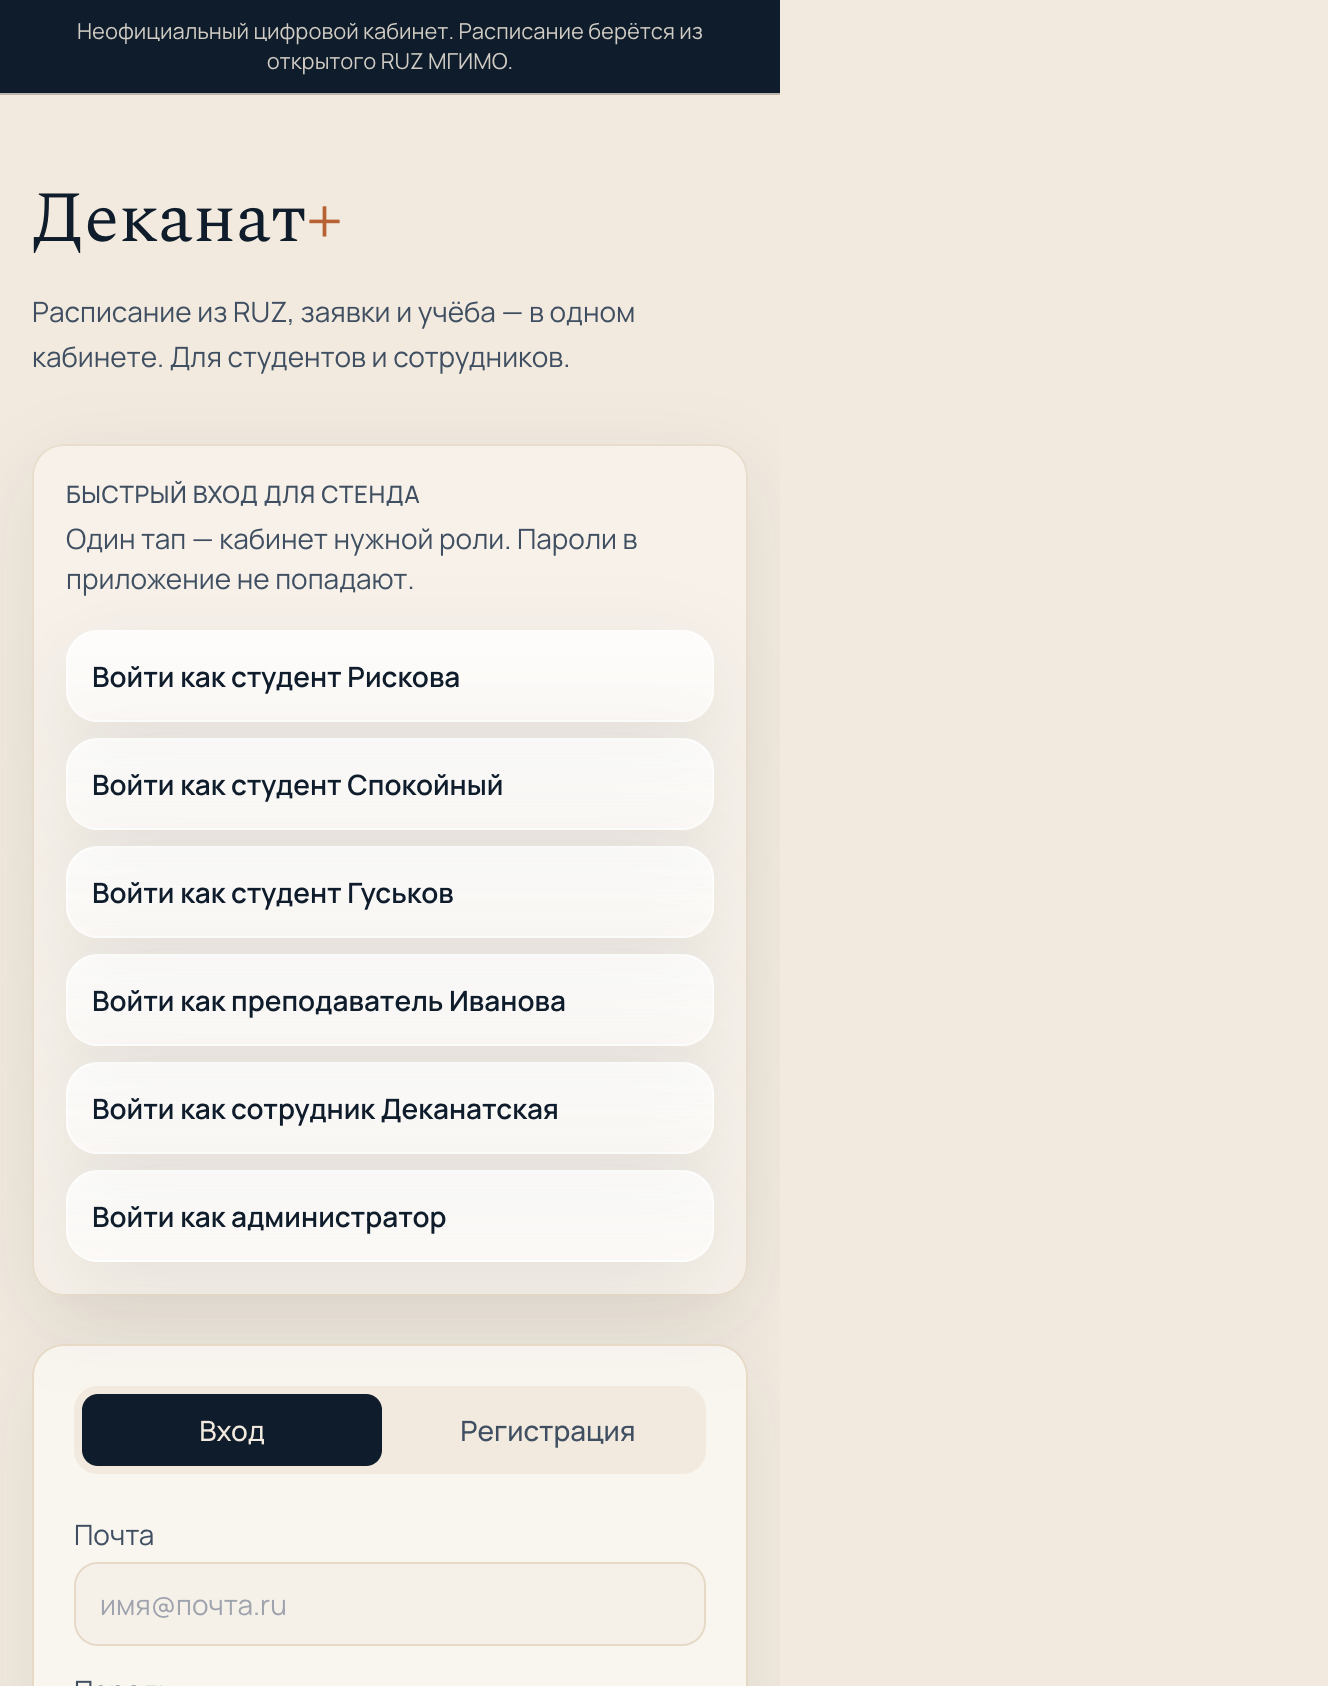 Неофициальный цифровой кабинет. Расписание берётся из
открытого RUZ МГИМО.
Деканат+
Расписание из RUZ, заявки и учёба — в одном
кабинете. Для студентов и сотрудников.
БЫСТРЫЙ ВХОД ДЛЯ СТЕНДА
Один тап — кабинет нужной роли. Пароли в
приложение не попадают.
Войти как студент Рискова
Войти как студент Спокойный
Войти как студент Гуськов
Войти как преподаватель Иванова
Войти как сотрудник Деканатская
Войти как администратор
Вход Регистрация
Почта
имя@почта.ru